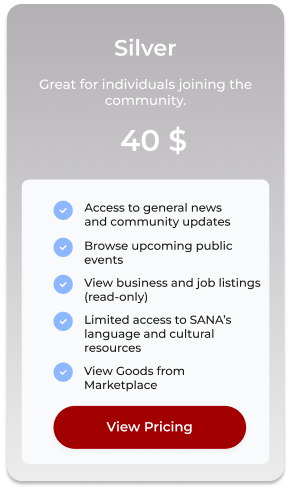 Silver
Great for individuals joining the
community.
40 $
Access to general news
and community updates
Browse upcoming public
events
View business and job listings
(read-only)
Limited access to SANA’s
language and cultural
resources
View Goods from
Marketplace
View Pricing